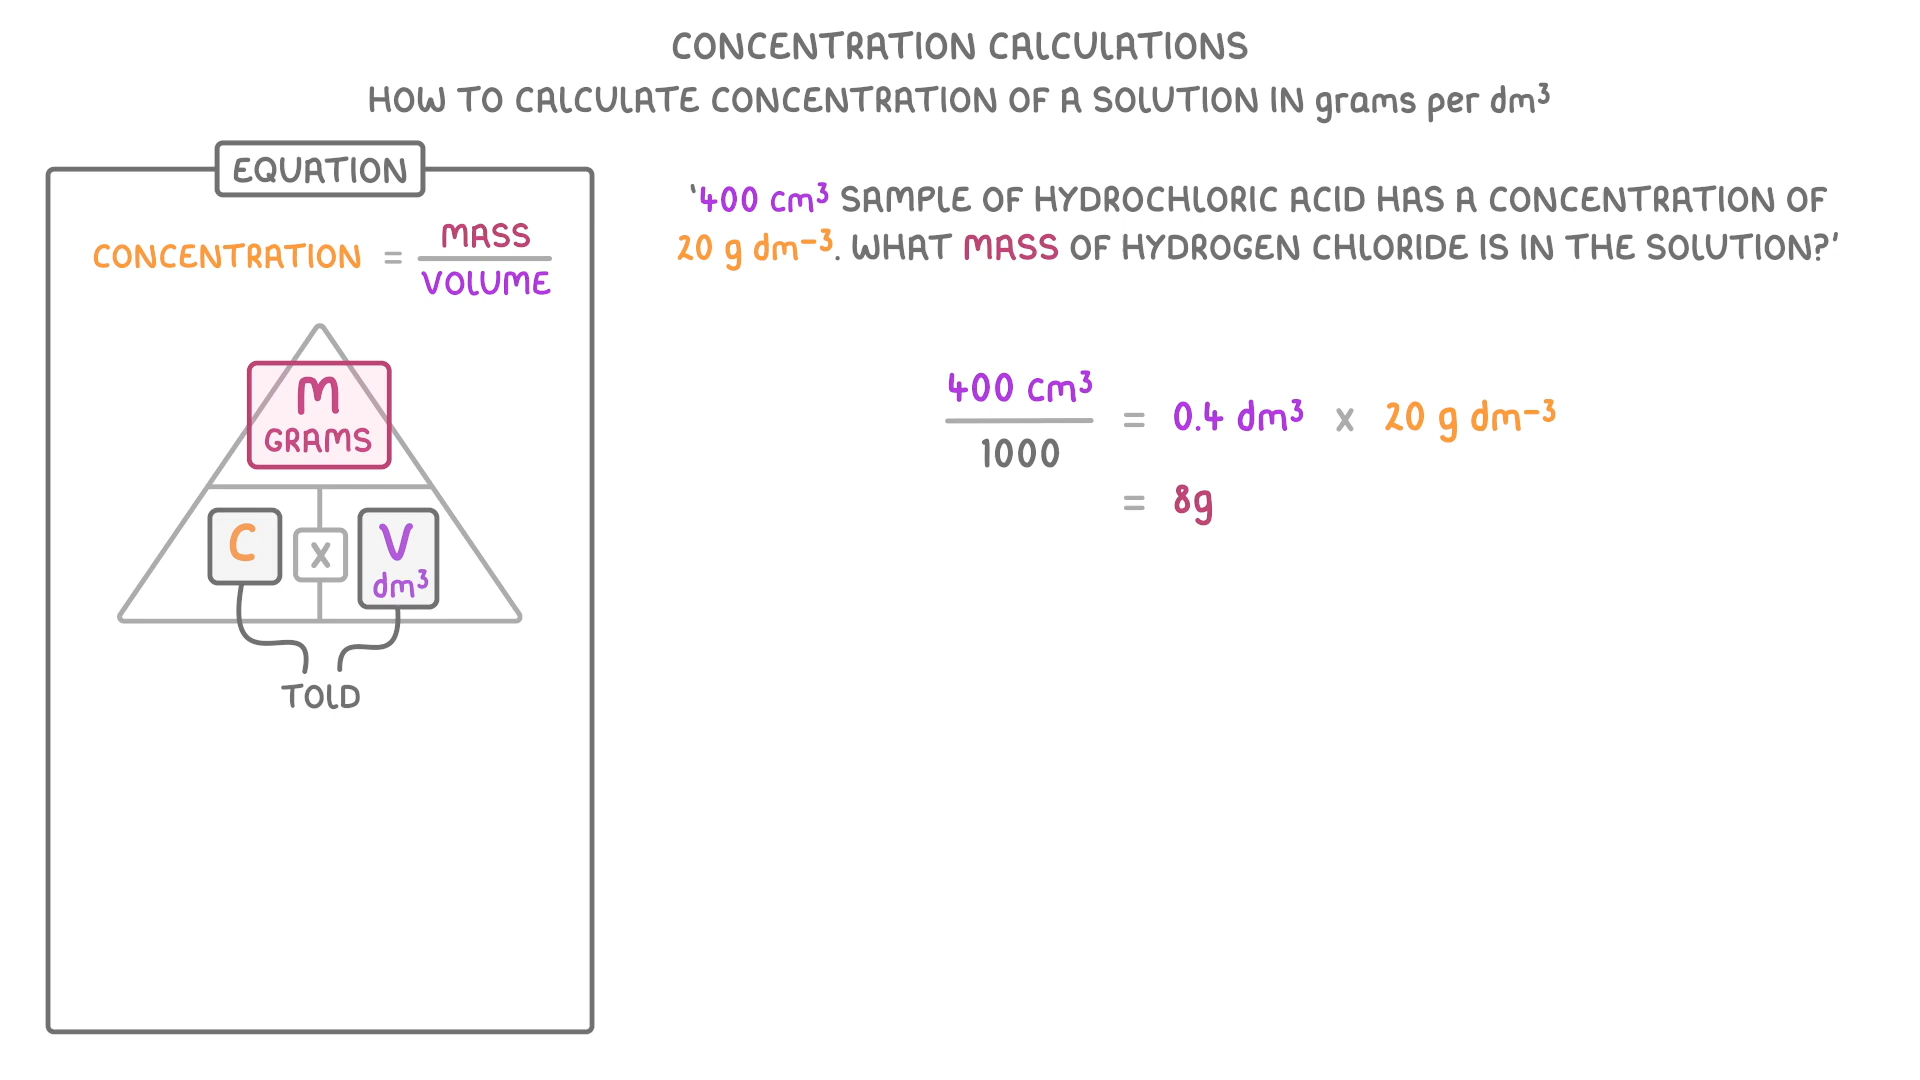 CONCENTRATION CALCULATIONS
HOW TO CALCULATE CONCENTRATION OF A SOLUTION IN grams per dm³
EQUATION
CONCENTRATION = MASS
VOLUME
M
GRAMS
C x V
dm³
TOLD
'400 cm³ SAMPLE OF HYDROCHLORIC ACID HAS A CONCENTRATION OF
20 g dm⁻³. WHAT MASS OF HYDROGEN CHLORIDE IS IN THE SOLUTION?'
400 cm³
1000
= 0.4 dm³ x 20 g dm⁻³
= 8g